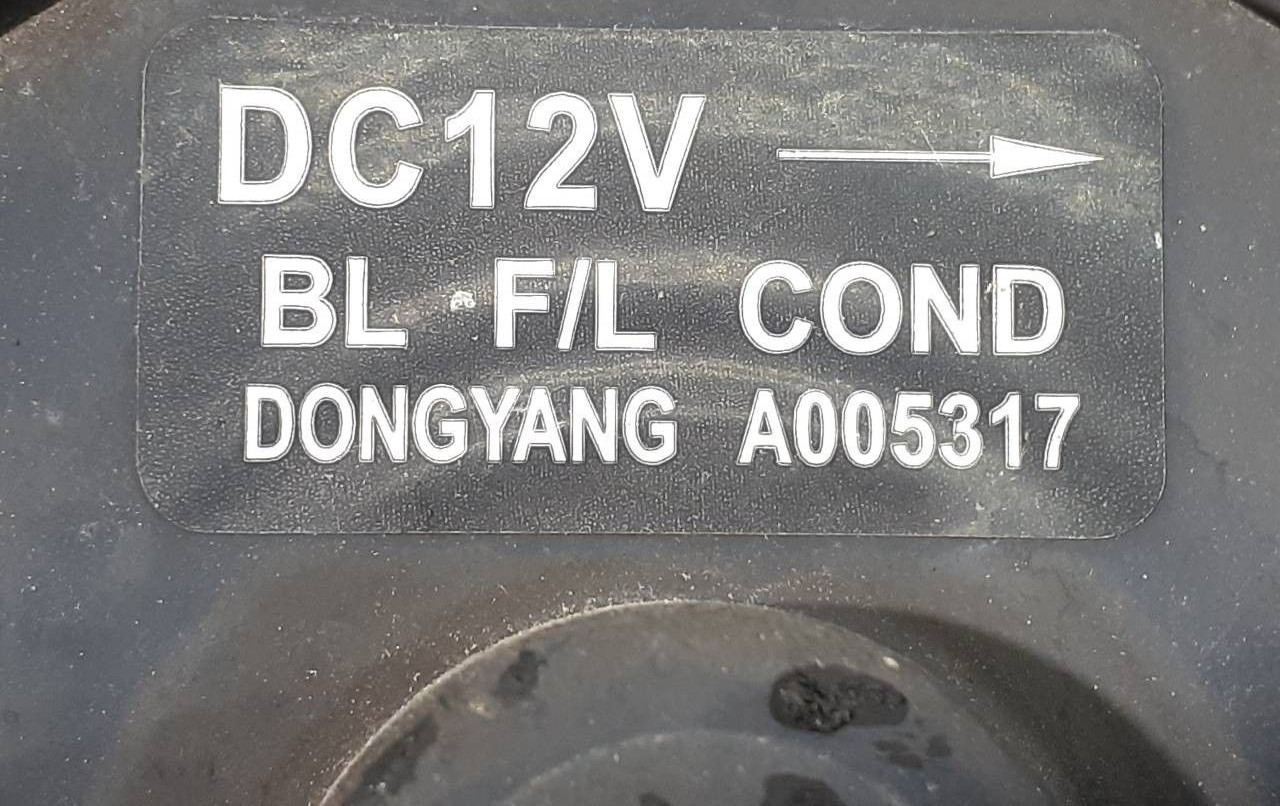 DC12V
BL F/L COND
DONGYANG A005317